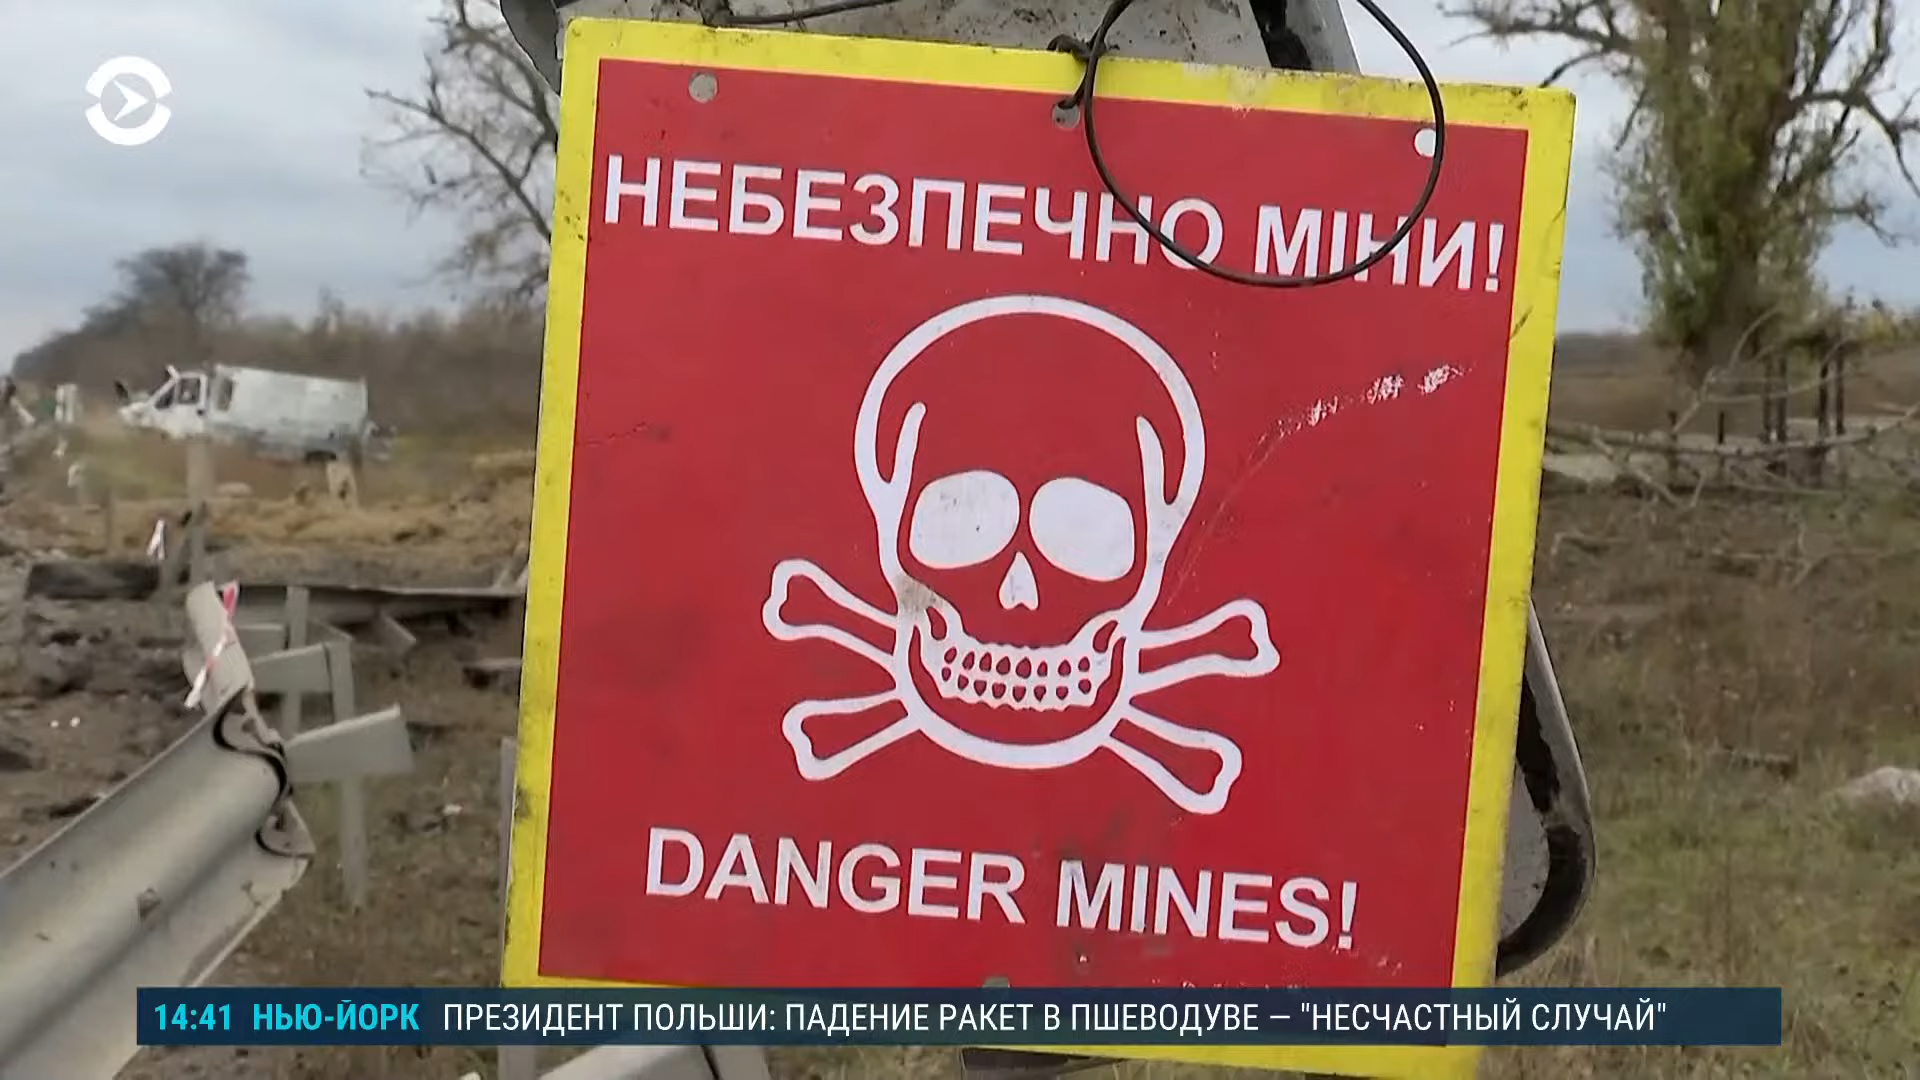 НЕБЕЗПЕЧНО МІНИ!
DANGER MINES!
14:41 НЬЮ-ЙОРК ПРЕЗИДЕНТ ПОЛЬШИ: ПАДЕНИЕ РАКЕТ В ПШЕВОДУВЕ – "НЕСЧАСТНЫЙ СЛУЧАЙ"